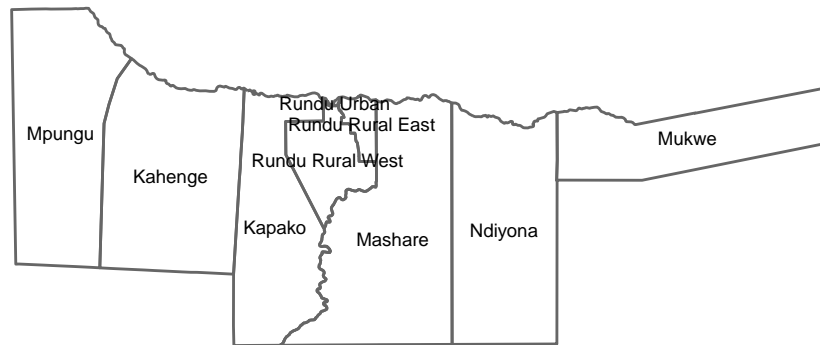 Rundu Urban
Rundu Rural East
Mpungu
Mukwe
Rundu Rural West
Kahenge
Kapako
Mashare
Ndiyona